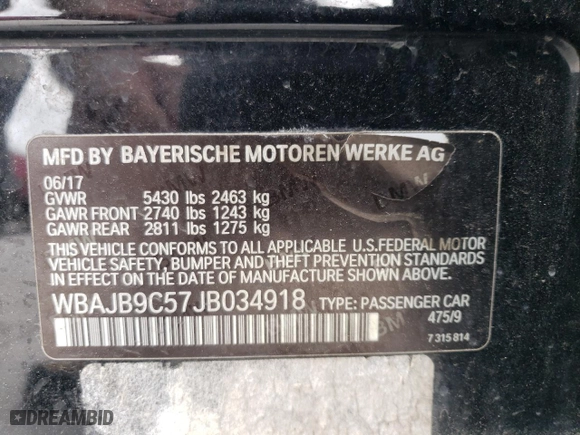 MFD BY BAYERISCHE MOTOREN WERKE AG
06/17
GVWR 5430 lbs 2463 kg
GAWR FRONT 2740 lbs 1243 kg
GAWR REAR 2811 lbs 1275 kg
THIS VEHICLE CONFORMS TO ALL APPLICABLE U.S.FEDERAL MOTOR
VEHICLE SAFETY, BUMPER AND THEFT PREVENTION STANDARDS
IN EFFECT ON THE DATE OF MANUFACTURE SHOWN ABOVE.
WBAJB9C57JB034918 TYPE: PASSENGER CAR
475/9
7 315 814
DREAMBID